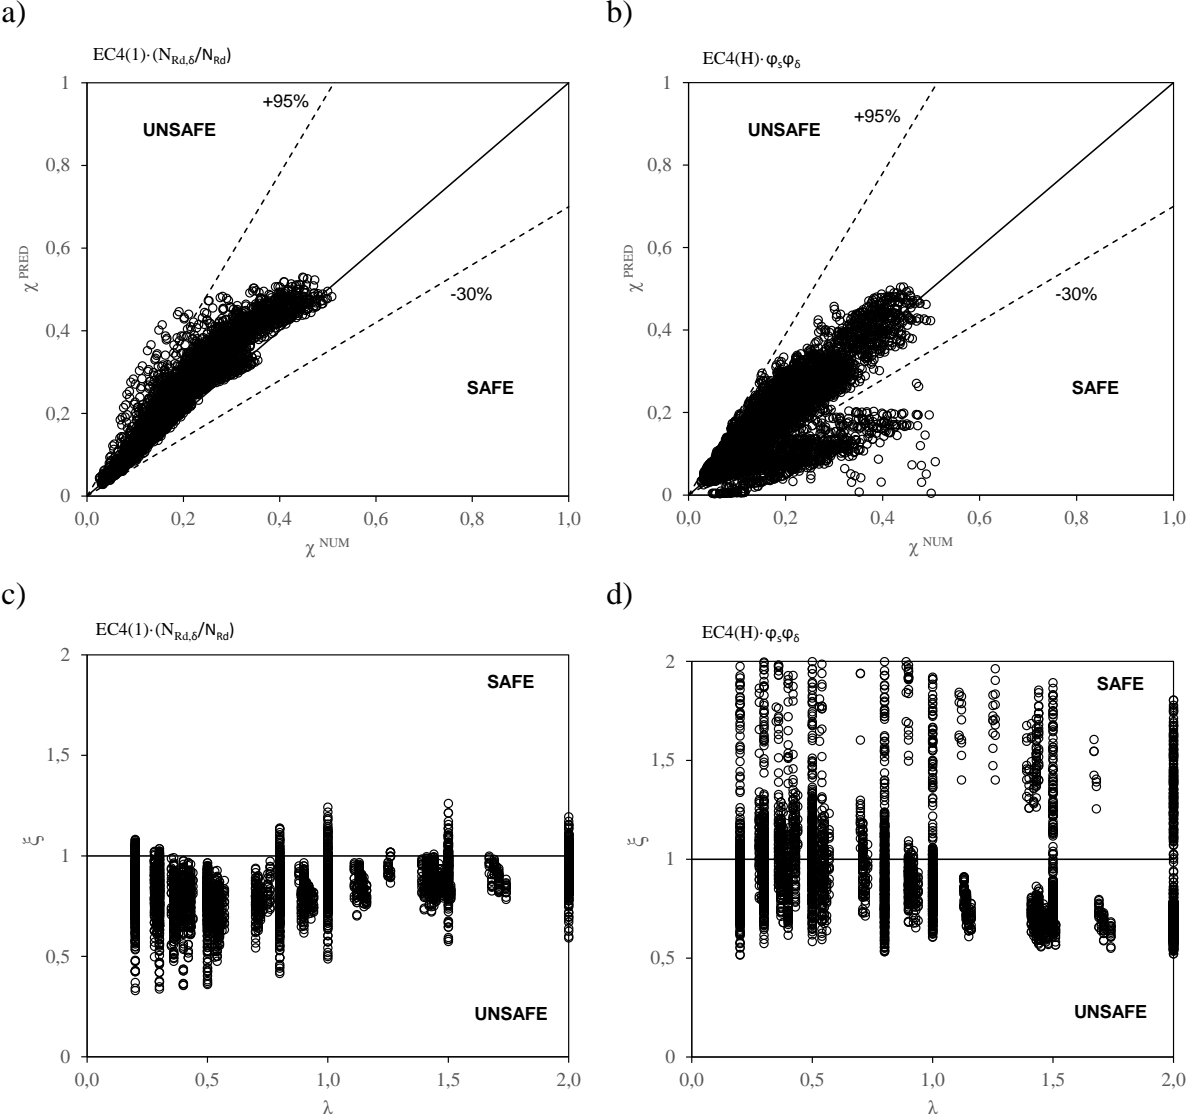 a)
EC4(1)·(N_Rd,δ/N_Rd)
1
0,8
0,6
0,4
0,2
0
0,0
0,2
0,4
0,6
0,8
1,0
χ PRED
χ NUM
+95%
UNSAFE
-30%
SAFE
b)
EC4(H)·φsφδ
1
0,8
0,6
0,4
0,2
0
0,0
0,2
0,4
0,6
0,8
1,0
χ PRED
χ NUM
+95%
UNSAFE
-30%
SAFE
c)
EC4(1)·(N_Rd,δ/N_Rd)
2
1,5
1
0,5
0
0,0
0,5
1,0
1,5
2,0
ξ
λ
SAFE
UNSAFE
d)
EC4(H)·φsφδ
2
1,5
1
0,5
0
0,0
0,5
1,0
1,5
2,0
ξ
λ
SAFE
UNSAFE